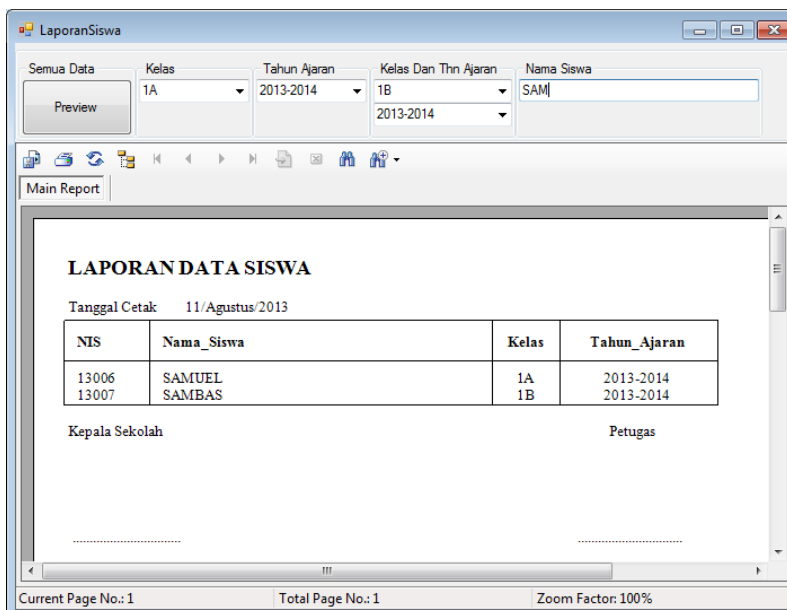 LaporanSiswa
Semua Data Kelas Tahun Ajaran Kelas Dan Thn Ajaran Nama Siswa
Preview 1A 2013-2014 1B SAM
2013-2014
Main Report
LAPORAN DATA SISWA
Tanggal Cetak 11/Agustus/2013
NIS Nama_Siswa Kelas Tahun_Ajaran
13006 SAMUEL 1A 2013-2014
13007 SAMBAS 1B 2013-2014
Kepala Sekolah Petugas
Current Page No.: 1 Total Page No.: 1 Zoom Factor: 100%